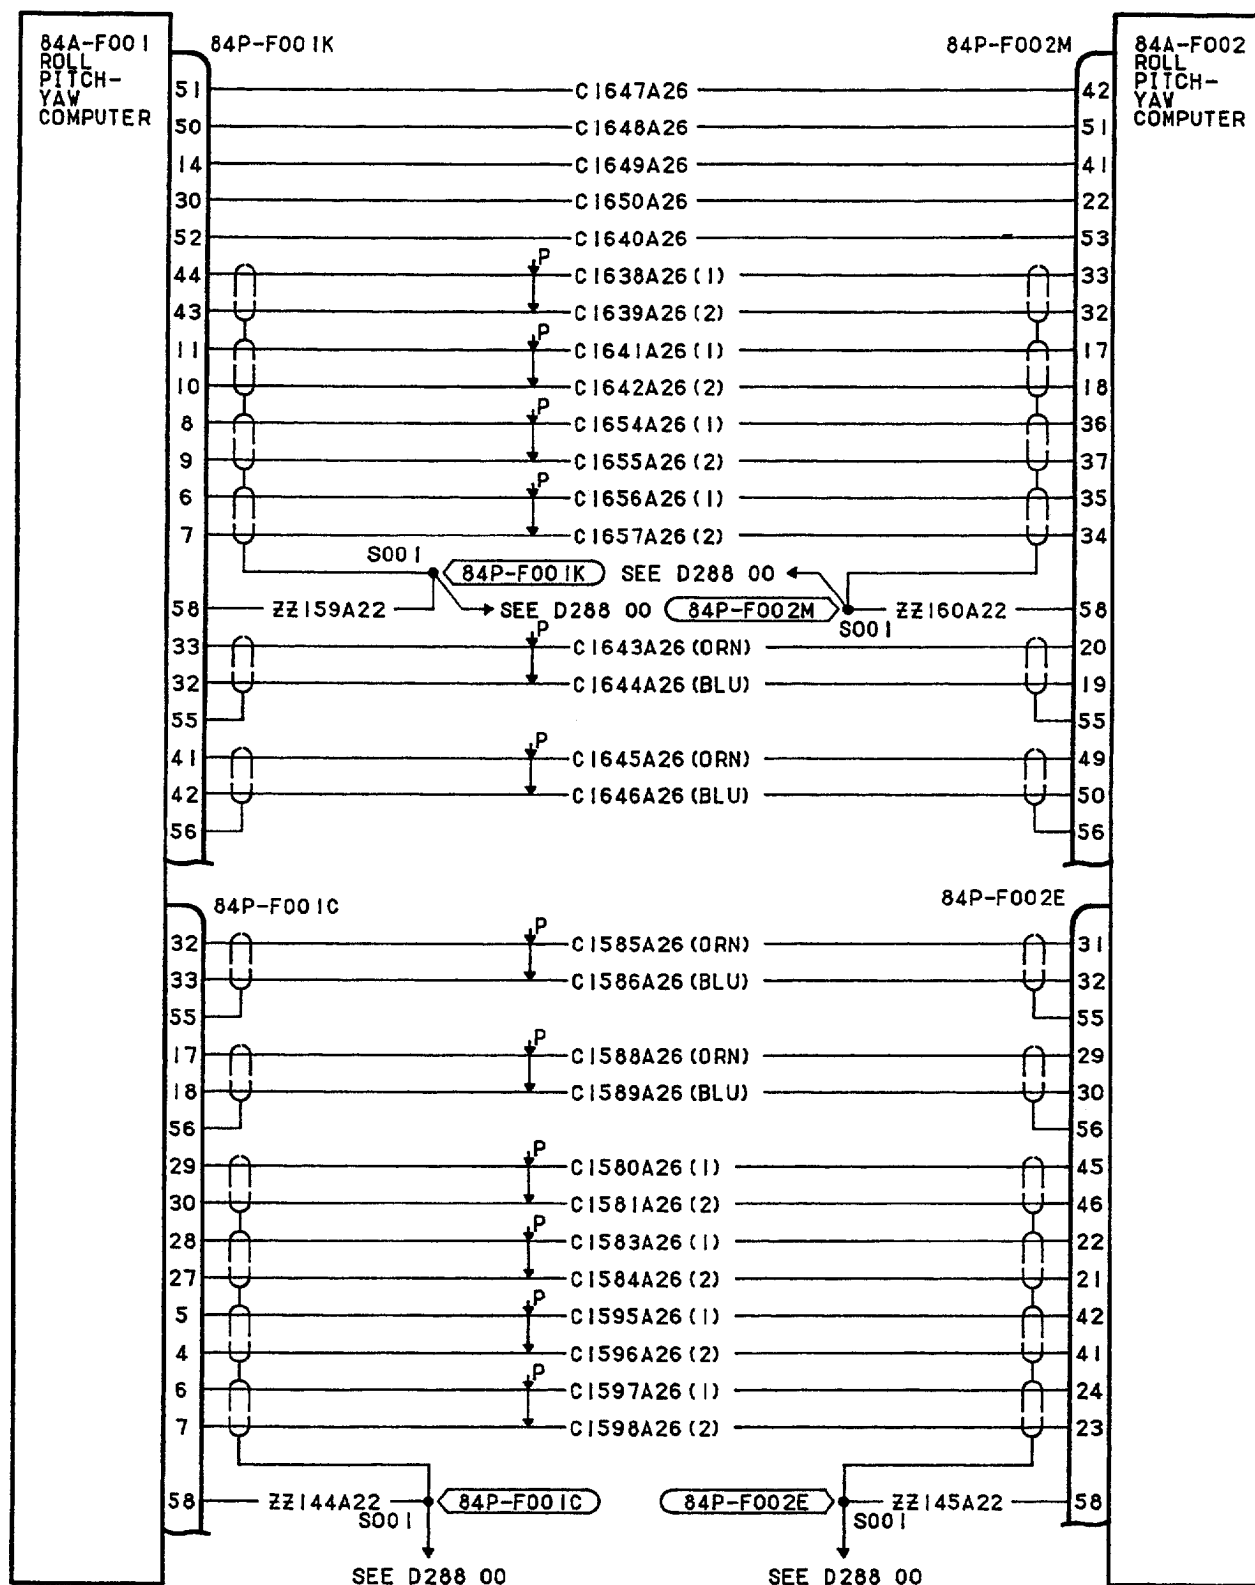 84A-F001 84P-F001K 84P-F002M 84A-F002
ROLL ROLL
PITCH- PITCH-
YAW YAW
COMPUTER COMPUTER
51 C1647A26 42
50 C1648A26 51
14 C1649A26 41
30 C1650A26 22
52 C1640A26 53
P
44 C1638A26(1) 33
43 C1639A26(2) 32
P
11 C1641A26(1) 17
10 C1642A26(2) 18
P
8 C1654A26(1) 36
9 C1655A26(2) 37
P
6 C1656A26(1) 35
7 C1657A26(2) 34
S001 84P-F001K SEE D288 00
58 ZZ159A22 SEE D288 00 84P-F002M ZZ160A22 58
S001
P
33 C1643A26(ORN) 20
32 C1644A26(BLU) 19
55 55
P
41 C1645A26(ORN) 49
42 C1646A26(BLU) 50
56 56
84P-F001C 84P-F002E
P
32 C1585A26(ORN) 31
33 C1586A26(BLU) 32
55 55
P
17 C1588A26(ORN) 29
18 C1589A26(BLU) 30
56 56
P
29 C1580A26(1) 45
30 C1581A26(2) 46
P
28 C1583A26(1) 22
27 C1584A26(2) 21
P
5 C1595A26(1) 42
4 C1596A26(2) 41
P
6 C1597A26(1) 24
7 C1598A26(2) 23
58 ZZ144A22 84P-F001C 84P-F002E ZZ145A22 58
S001 S001
SEE D288 00 SEE D288 00